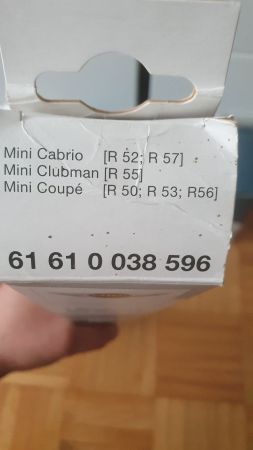 Mini Cabrio [R 52; R 57]
Mini Clubman [R 55]
Mini Coupé [R 50; R 53; R56]
61 61 0 038 596